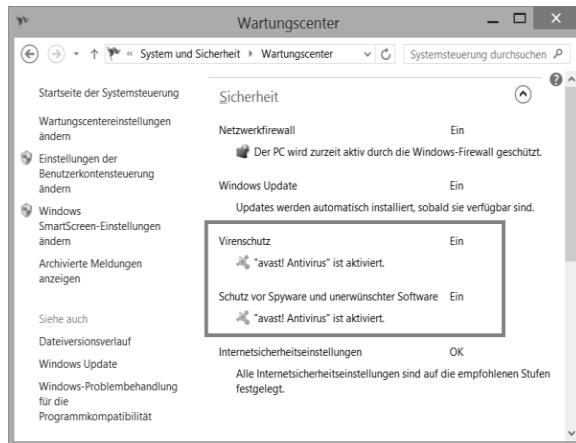 Wartungscenter
« System und Sicherheit Wartungscenter
Systemsteuerung durchsuchen
Startseite der Systemsteuerung
Wartungscentereinstellungen
ändern
Einstellungen der
Benutzerkontensteuerung
ändern
Windows
SmartScreen-Einstellungen
ändern
Archivierte Meldungen
anzeigen
Siehe auch
Dateiversionsverlauf
Windows Update
Windows-Problembehandlung
für die
Programmkompatibilität
Sicherheit
Netzwerkfirewall Ein
Der PC wird zurzeit aktiv durch die Windows-Firewall geschützt.
Windows Update Ein
Updates werden automatisch installiert, sobald sie verfügbar sind.
Virenschutz Ein
"avast! Antivirus" ist aktiviert.
Schutz vor Spyware und unerwünschter Software Ein
"avast! Antivirus" ist aktiviert.
Internetsicherheitseinstellungen OK
Alle Internetsicherheitseinstellungen sind auf die empfohlenen Stufen
festgelegt.